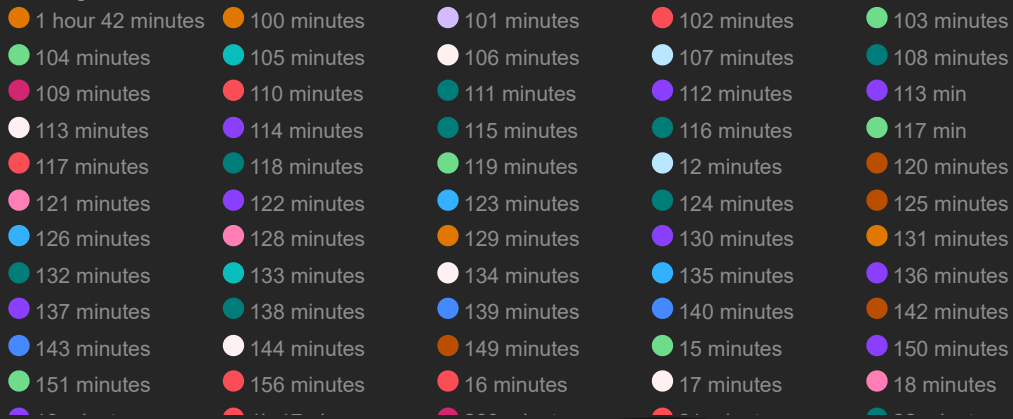 1 hour 42 minutes 100 minutes 101 minutes 102 minutes 103 minutes
104 minutes 105 minutes 106 minutes 107 minutes 108 minutes
109 minutes 110 minutes 111 minutes 112 minutes 113 min
113 minutes 114 minutes 115 minutes 116 minutes 117 min
117 minutes 118 minutes 119 minutes 12 minutes 120 minutes
121 minutes 122 minutes 123 minutes 124 minutes 125 minutes
126 minutes 128 minutes 129 minutes 130 minutes 131 minutes
132 minutes 133 minutes 134 minutes 135 minutes 136 minutes
137 minutes 138 minutes 139 minutes 140 minutes 142 minutes
143 minutes 144 minutes 149 minutes 15 minutes 150 minutes
151 minutes 156 minutes 16 minutes 17 minutes 18 minutes